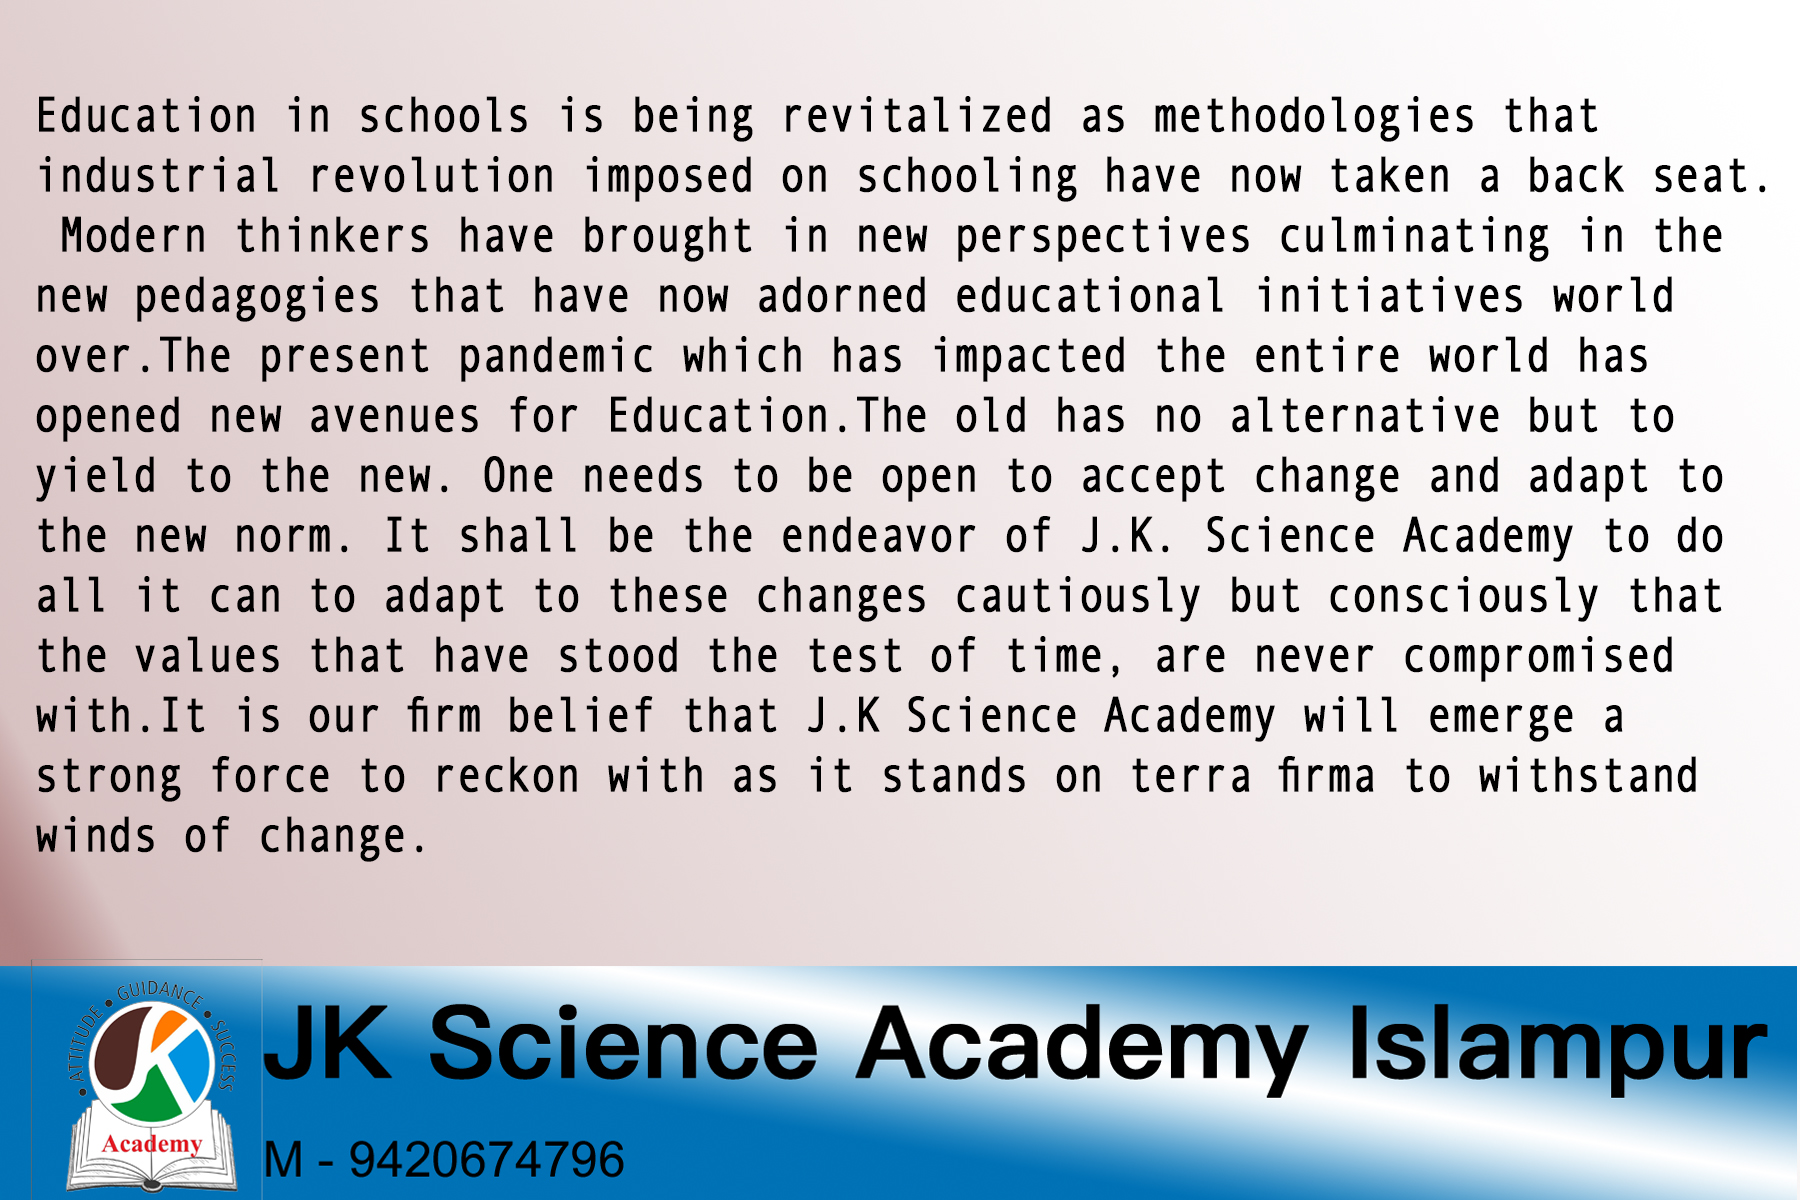 Education in schools is being revitalized as methodologies that
industrial revolution imposed on schooling have now taken a back seat.
Modern thinkers have brought in new perspectives culminating in the
new pedagogies that have now adorned educational initiatives world
over.The present pandemic which has impacted the entire world has
opened new avenues for Education.The old has no alternative but to
yield to the new. One needs to be open to accept change and adapt to
the new norm. It shall be the endeavor of J.K. Science Academy to do
all it can to adapt to these changes cautiously but consciously that
the values that have stood the test of time, are never compromised
with.It is our firm belief that J.K Science Academy will emerge a
strong force to reckon with as it stands on terra firma to withstand
winds of change.
• ATTITUDE • GUIDANCE • SUCCESS
JK
Academy
JK Science Academy Islampur
M - 9420674796